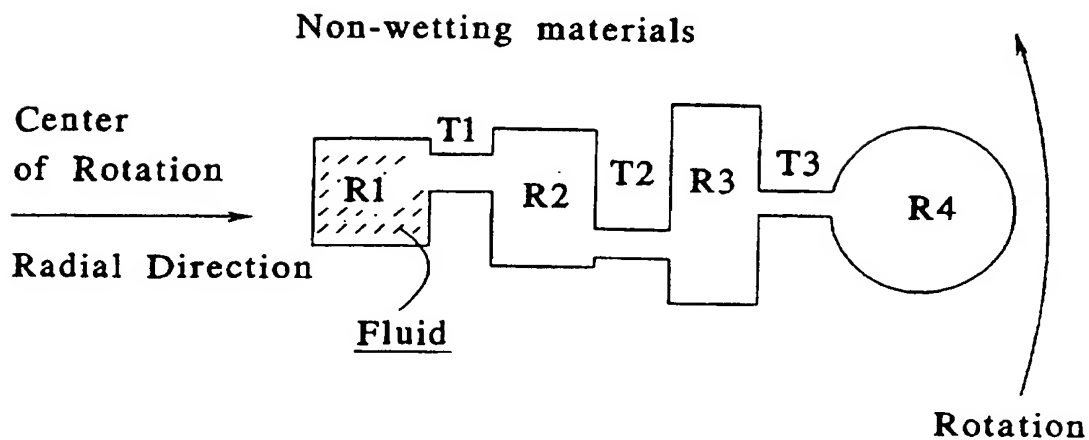 Non-wetting materials
Center
of Rotation
Radial Direction
R1
T1
R2
T2
R3
T3
R4
Fluid
Rotation